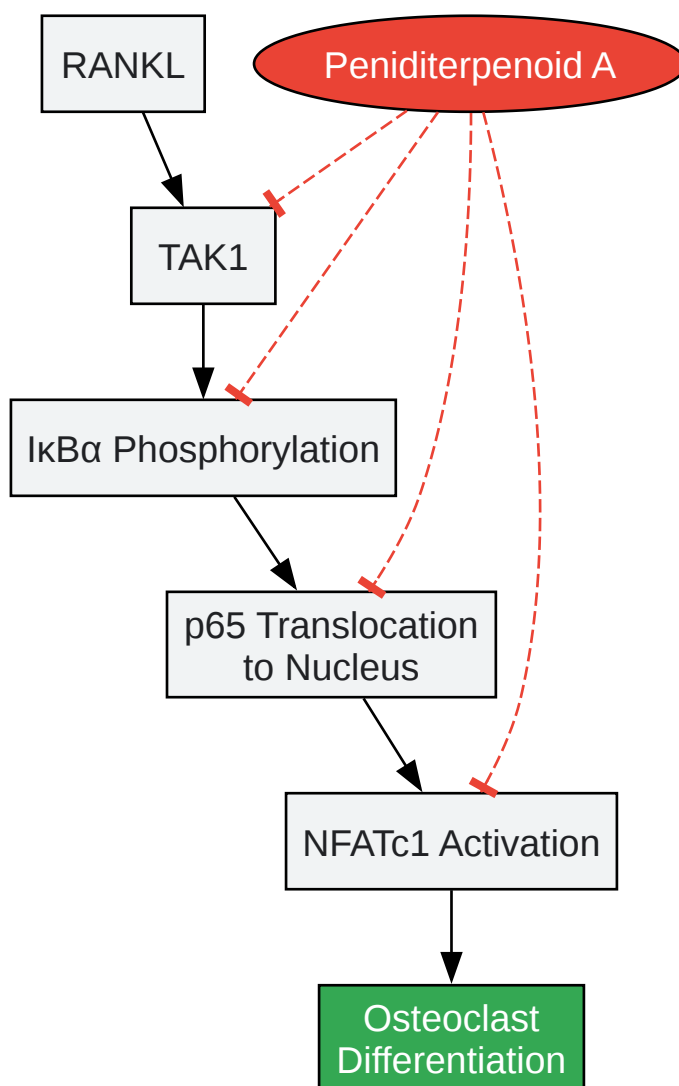 RANKL
Peniditerpenoid A
TAK1
IκBα Phosphorylation
p65 Translocation
to Nucleus
NFATc1 Activation
Osteoclast
Differentiation